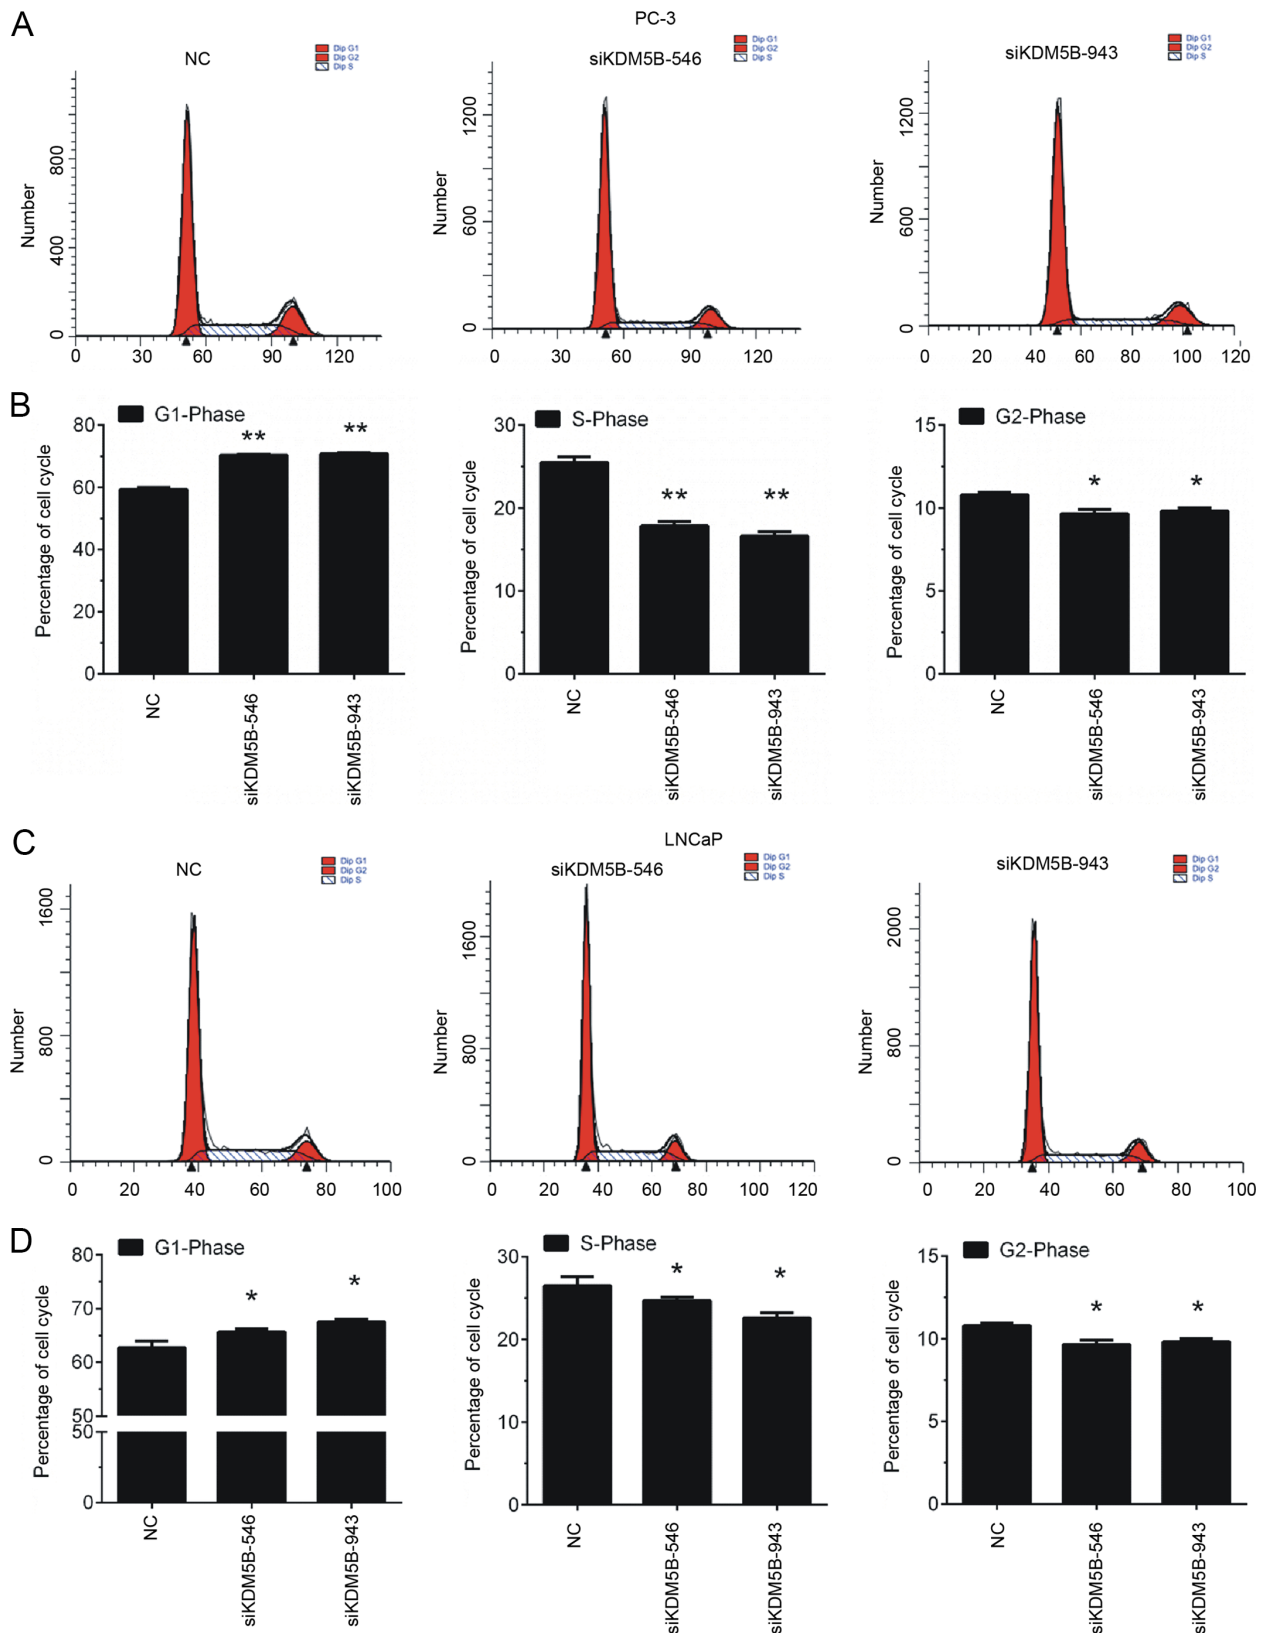 A
PC-3
NC
Dip G1
Dip G2
Dip S
siKDM5B-546
Dip G1
Dip G2
Dip S
siKDM5B-943
Dip G1
Dip G2
Dip S
Number
800
400
0
0 30 60 90 120
Number
1200
600
0
0 30 60 90 120
Number
1200
600
0
0 20 40 60 80 100 120
B
G1-Phase
**
**
Percentage of cell cycle
80
60
40
20
0
NC
siKDM5B-546
siKDM5B-943
S-Phase
**
**
Percentage of cell cycle
30
20
10
0
NC
siKDM5B-546
siKDM5B-943
G2-Phase
*
*
Percentage of cell cycle
15
10
5
0
NC
siKDM5B-546
siKDM5B-943
C
LNCaP
NC
Dip G1
Dip G2
Dip S
siKDM5B-546
Dip G1
Dip G2
Dip S
siKDM5B-943
Dip G1
Dip G2
Dip S
Number
1600
800
0
0 20 40 60 80 100
Number
1600
800
0
0 20 40 60 80 100 120
Number
2000
800
0
0 20 40 60 80 100
D
G1-Phase
*
*
Percentage of cell cycle
80
70
60
50
50
0
NC
siKDM5B-546
siKDM5B-943
S-Phase
*
*
Percentage of cell cycle
30
20
10
0
NC
siKDM5B-546
siKDM5B-943
G2-Phase
*
*
Percentage of cell cycle
15
10
5
0
NC
siKDM5B-546
siKDM5B-943